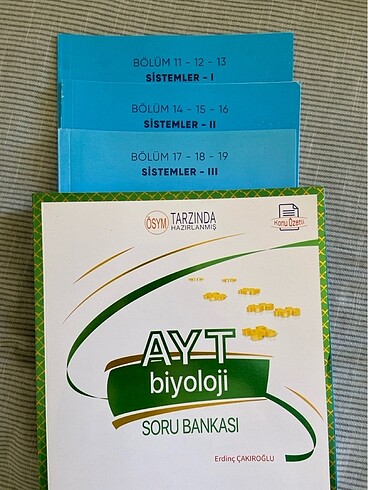 BÖLÜM 11 - 12 - 13
SİSTEMLER - I
BÖLÜM 14 - 15 - 16
SİSTEMLER - II
BÖLÜM 17 - 18 - 19
SİSTEMLER - III
ÖSYM TARZINDA
HAZIRLANMIŞ
Konu Özetli
AYT
biyoloji
SORU BANKASI
Erdinç ÇAKIROĞLU